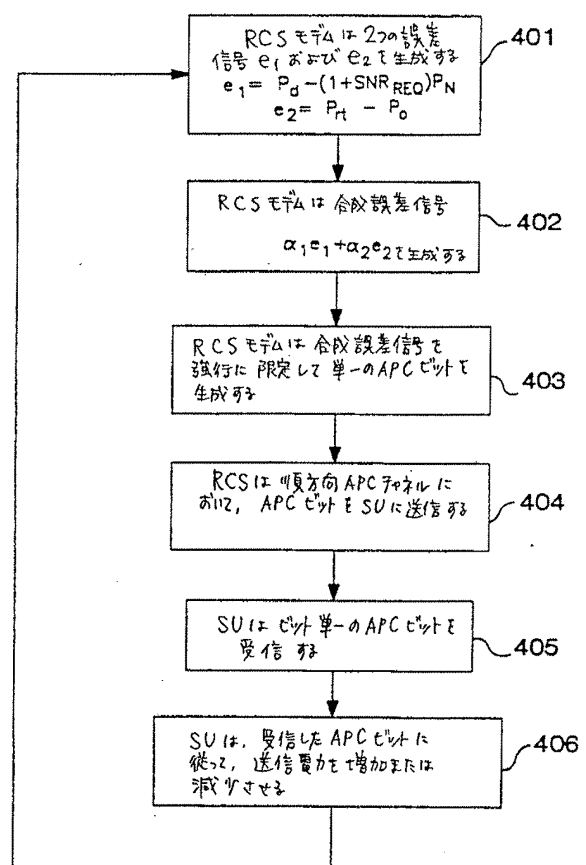 RCSモデムは2つの誤差
信号e1およびe2を生成する
e1 = Pd-(1+SNRREQ)PN
e2 = Prt - Po
401
RCSモデムは合成誤差信号
α1e1+α2e2を生成する
402
RCSモデムは合成誤差信号を
強行に限定して単一のAPCビットを
生成する
403
RCSは順方向APCチャネルに
おいて,APCビットをSUに送信する
404
SUはビット単一のAPCビットを
受信する
405
SUは,受信したAPCビットに
従って,送信電力を増加または
減少させる
406